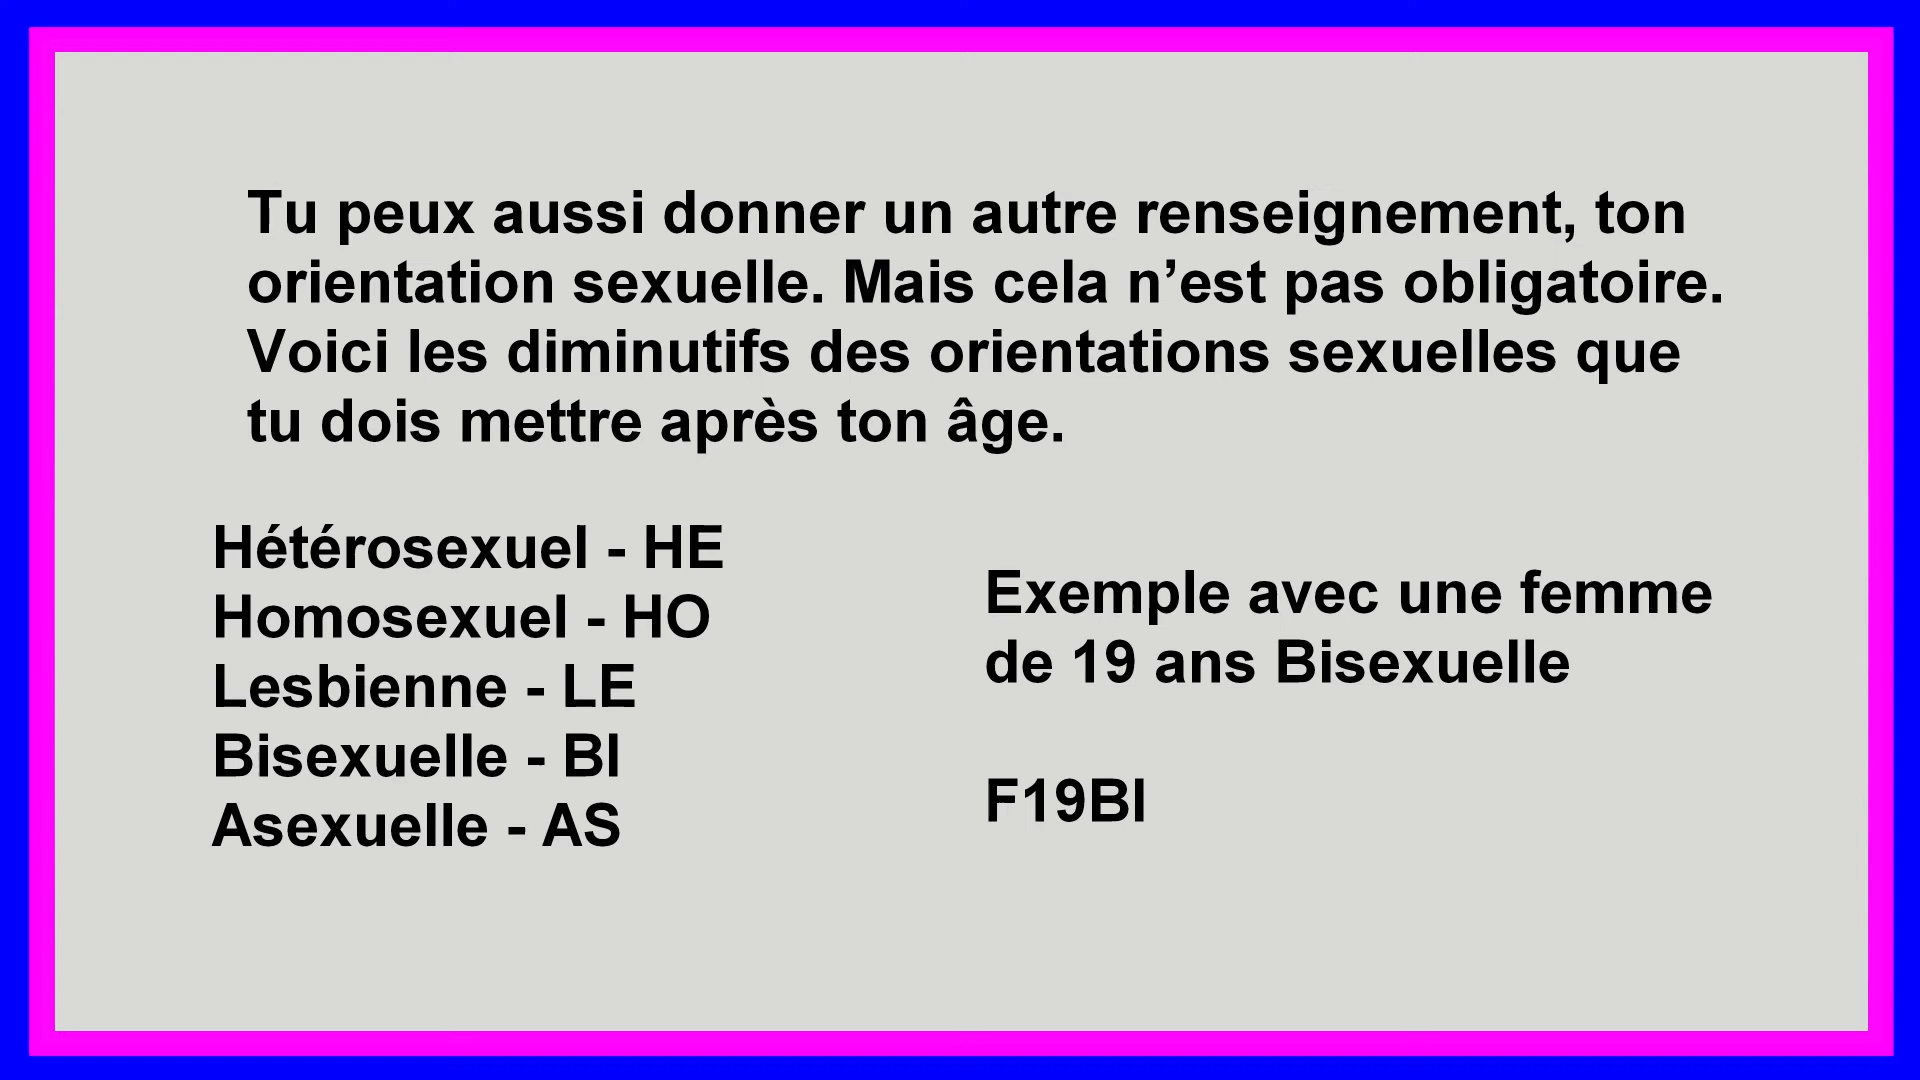 Tu peux aussi donner un autre renseignement, ton
orientation sexuelle. Mais cela n’est pas obligatoire.
Voici les diminutifs des orientations sexuelles que
tu dois mettre après ton âge.
Hétérosexuel - HE
Homosexuel - HO
Lesbienne - LE
Bisexuelle - BI
Asexuelle - AS
Exemple avec une femme
de 19 ans Bisexuelle
F19BI